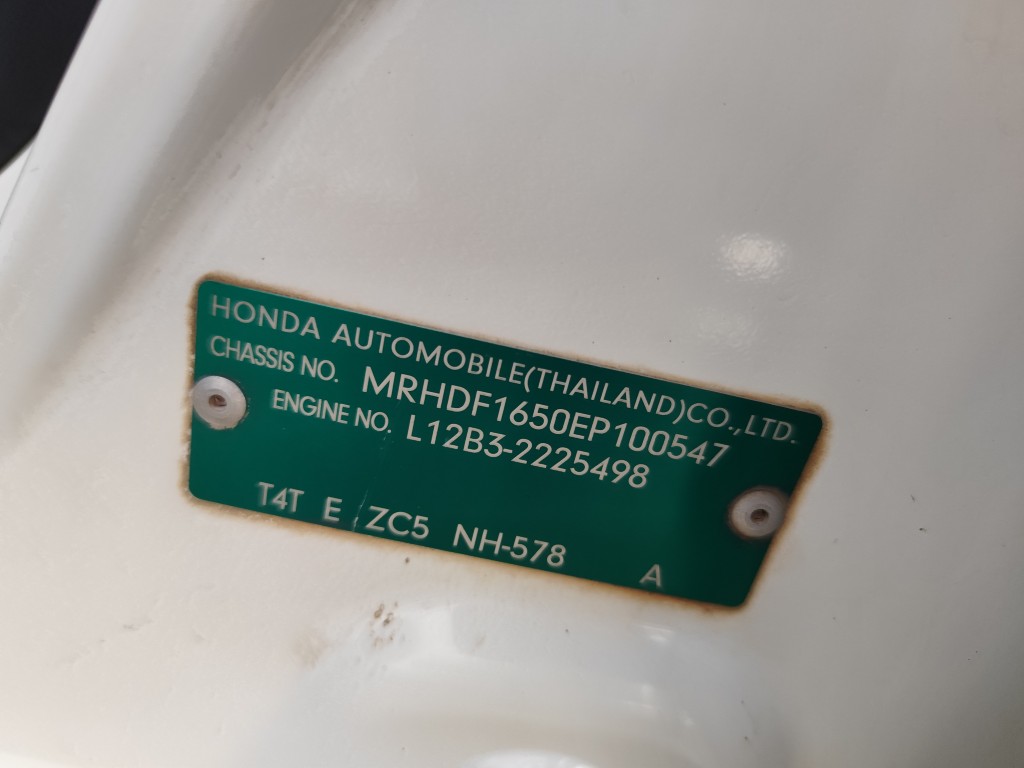 HONDA AUTOMOBILE(THAILAND)CO.,LTD.
CHASSIS NO. MRHDF1650EP100547
ENGINE NO. L12B3-2225498
T4T E ZC5 NH-578 A